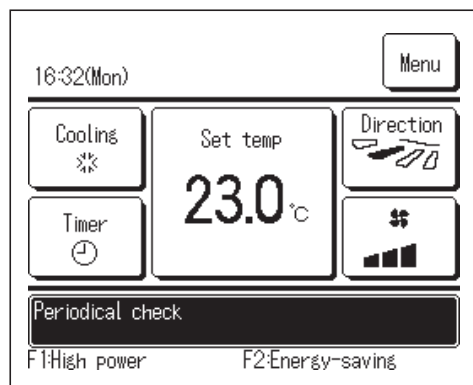 Menu
16:32(Mon)
Cooling
Set temp
Direction
23.0℃
Timer
Periodical check
F1:High power F2:Energy-saving